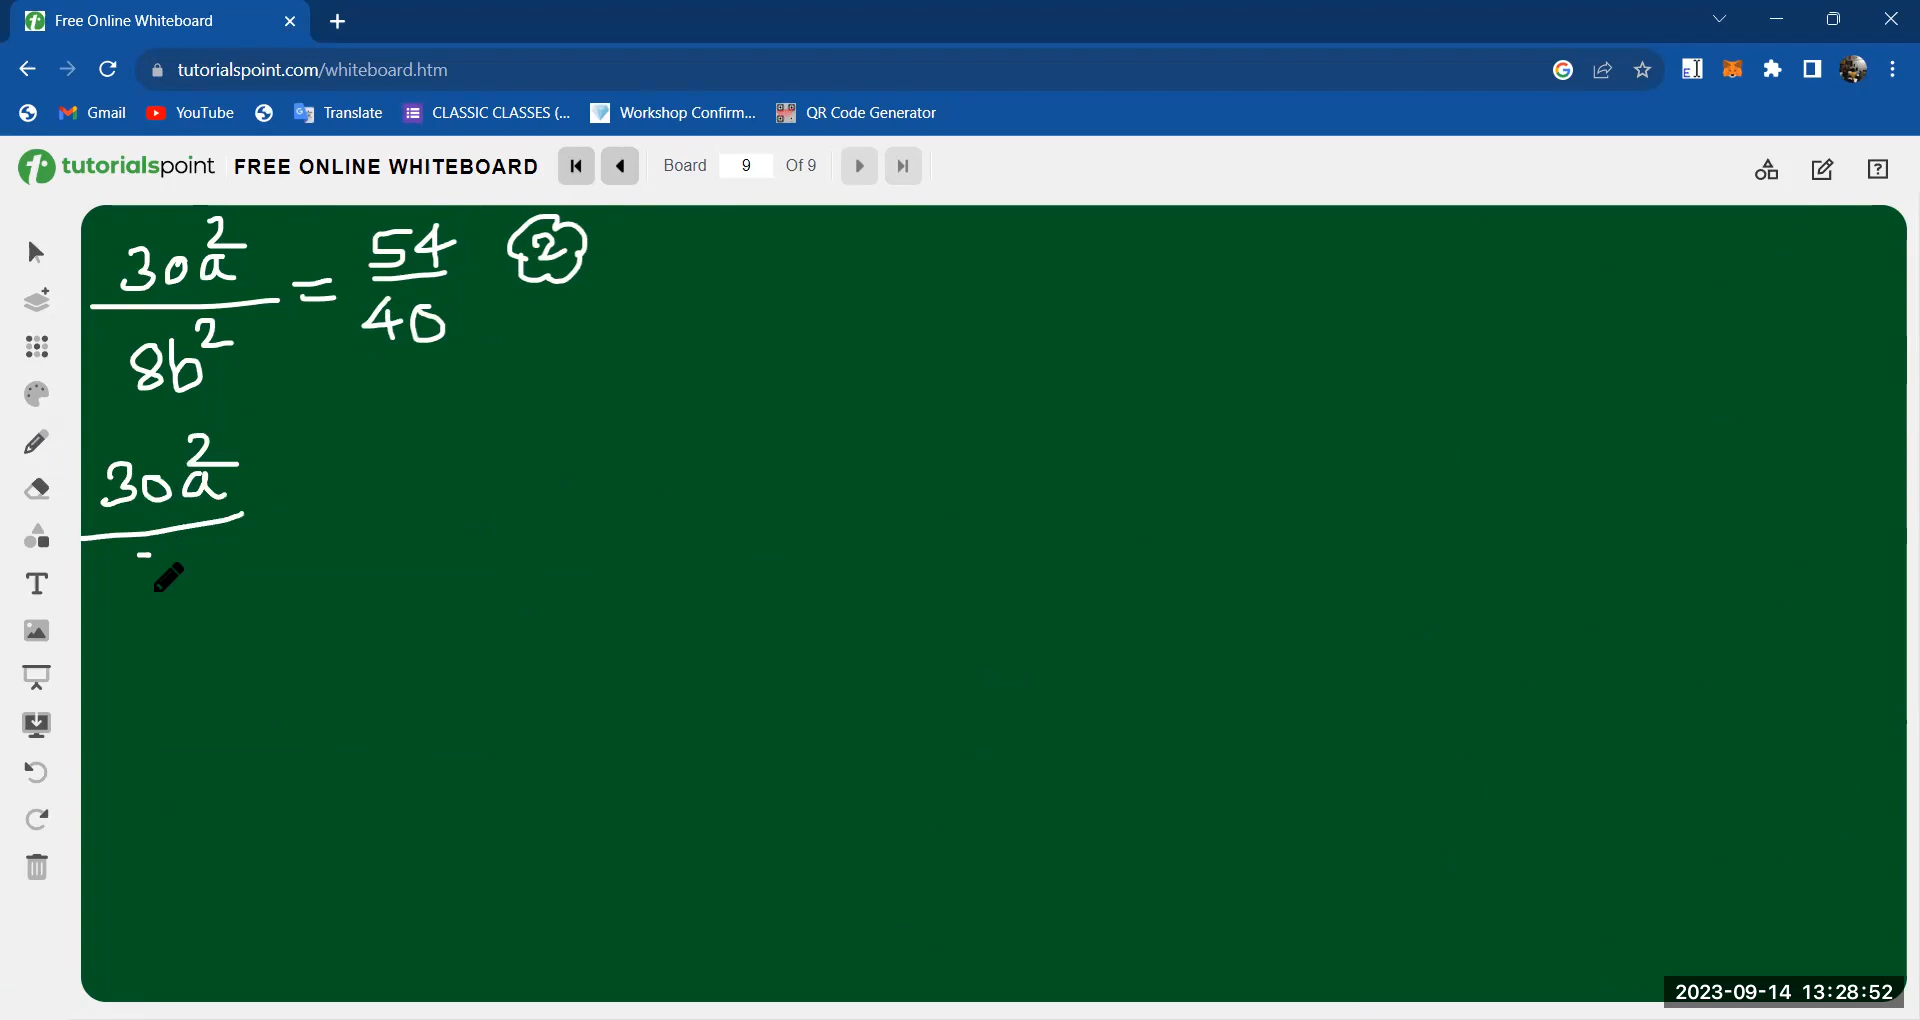 Free Online Whiteboard
tutorialspoint.com/whiteboard.htm
Gmail YouTube Translate CLASSIC CLASSES (... Workshop Confirm... QR Code Generator
tutorialspoint FREE ONLINE WHITEBOARD Board 9 Of 9
30a² / 8b² = 54 / 40 2
30a²
2023-09-14 13:28:52